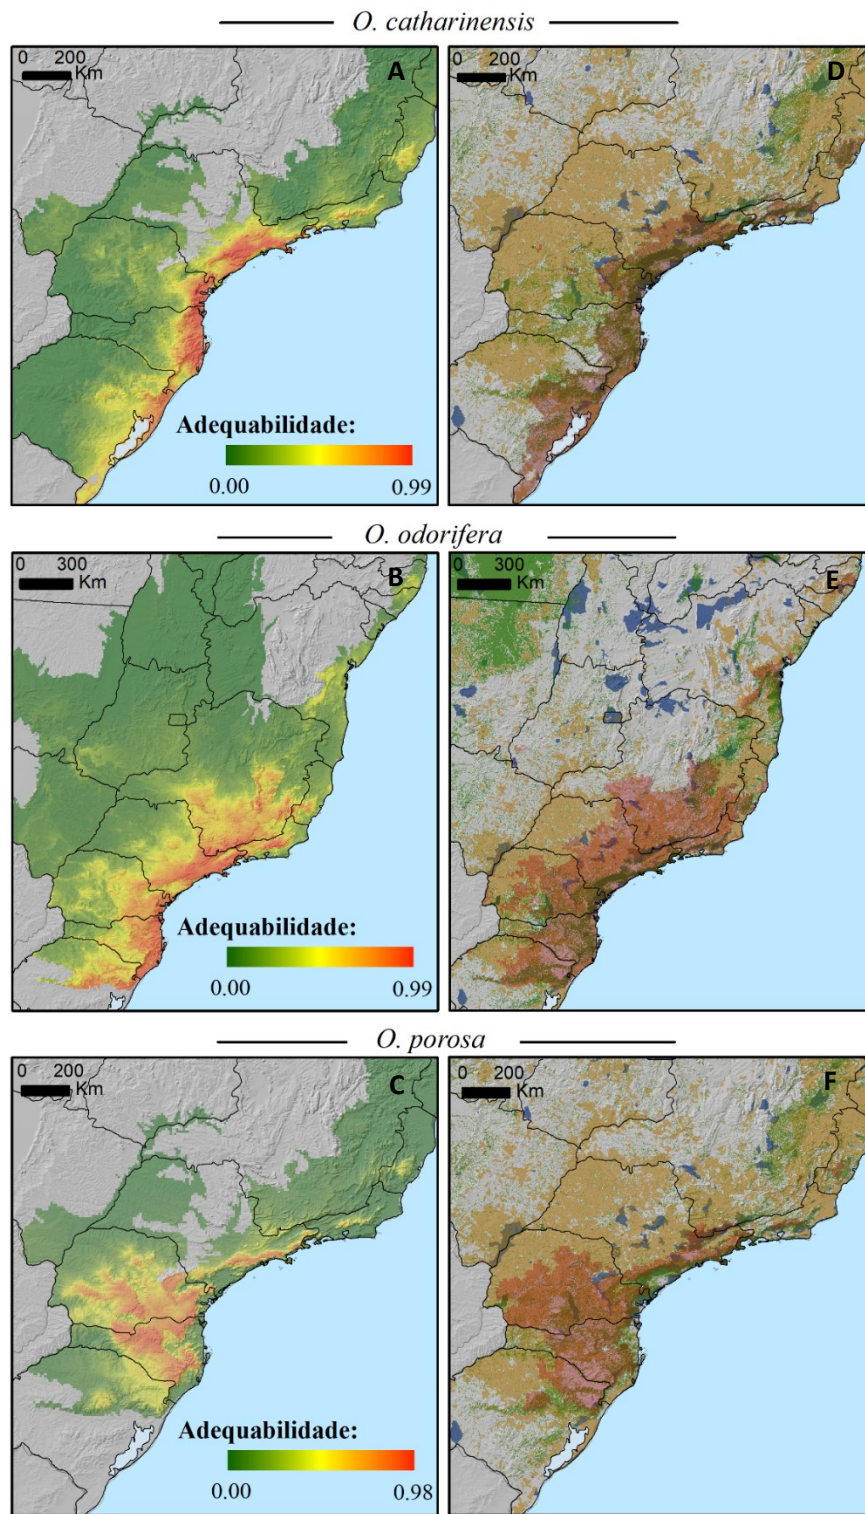 O. catharinensis
0 200
Km
A
0 200
Km
D
Adequabilidade:
0.00 0.99
O. odorifera
0 300
Km
B
0 300
Km
E
Adequabilidade:
0.00 0.99
O. porosa
0 200
Km
C
0 200
Km
F
Adequabilidade:
0.00 0.98